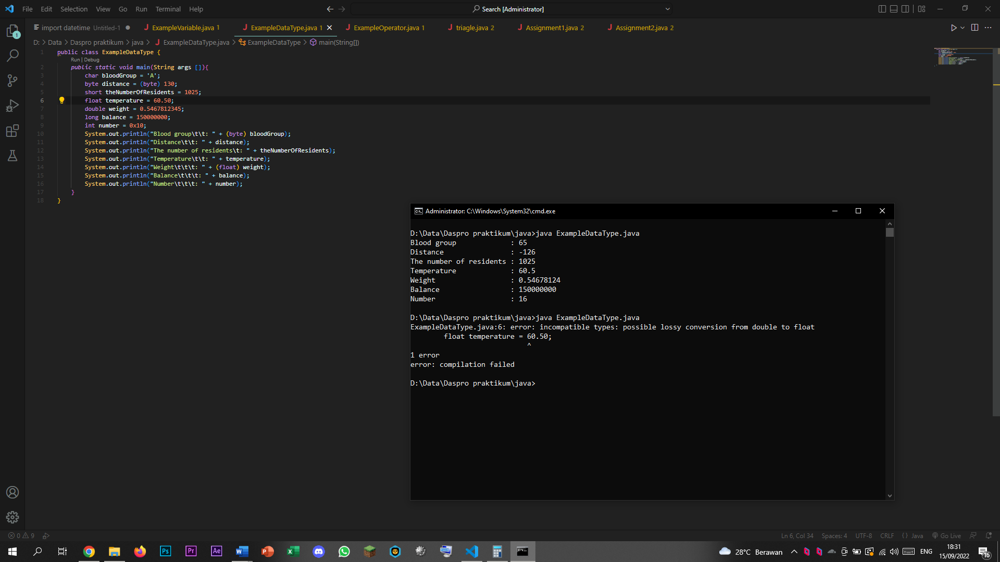 File Edit Selection View Go Run Terminal Help
Search [Administrator]
import datetime Untitled-1
ExampleVariable.java 1
ExampleDataType.java 1
ExampleOperator.java 1
triagle.java 2
Assignment1.java 2
Assignment2.java 2
D: > Data > Daspro praktikum > java > ExampleDataType.java > ExampleDataType > main(String[])
1 public class ExampleDataType {
Run | Debug
2 public static void main(String args []){
3 char bloodGroup = 'A';
4 byte distance = (byte) 130;
5 short theNumberOfResidents = 1025;
6 float temperature = 60.50;
7 double weight = 0.5467812345;
8 long balance = 150000000;
9 int number = 0x10;
10 System.out.println("Blood group\t\t: " + (byte) bloodGroup);
11 System.out.println("Distance\t\t: " + distance);
12 System.out.println("The number of residents\t: " + theNumberOfResidents);
13 System.out.println("Temperature\t\t: " + temperature);
14 System.out.println("Weight\t\t\t: " + (float) weight);
15 System.out.println("Balance\t\t\t: " + balance);
16 System.out.println("Number\t\t\t: " + number);
17 }
18 }
Administrator: C:\Windows\System32\cmd.exe
D:\Data\Daspro praktikum\java>java ExampleDataType.java
Blood group : 65
Distance : -126
The number of residents : 1025
Temperature : 60.5
Weight : 0.54678124
Balance : 150000000
Number : 16
D:\Data\Daspro praktikum\java>java ExampleDataType.java
ExampleDataType.java:6: error: incompatible types: possible lossy conversion from double to float
float temperature = 60.50;
^
1 error
error: compilation failed
D:\Data\Daspro praktikum\java>
0 9
Ln 6, Col 34 Spaces: 4 UTF-8 CRLF { } Java Go Live
28°C Berawan ENG
18:31
15/09/2022
16
1
Ps Pr Ae